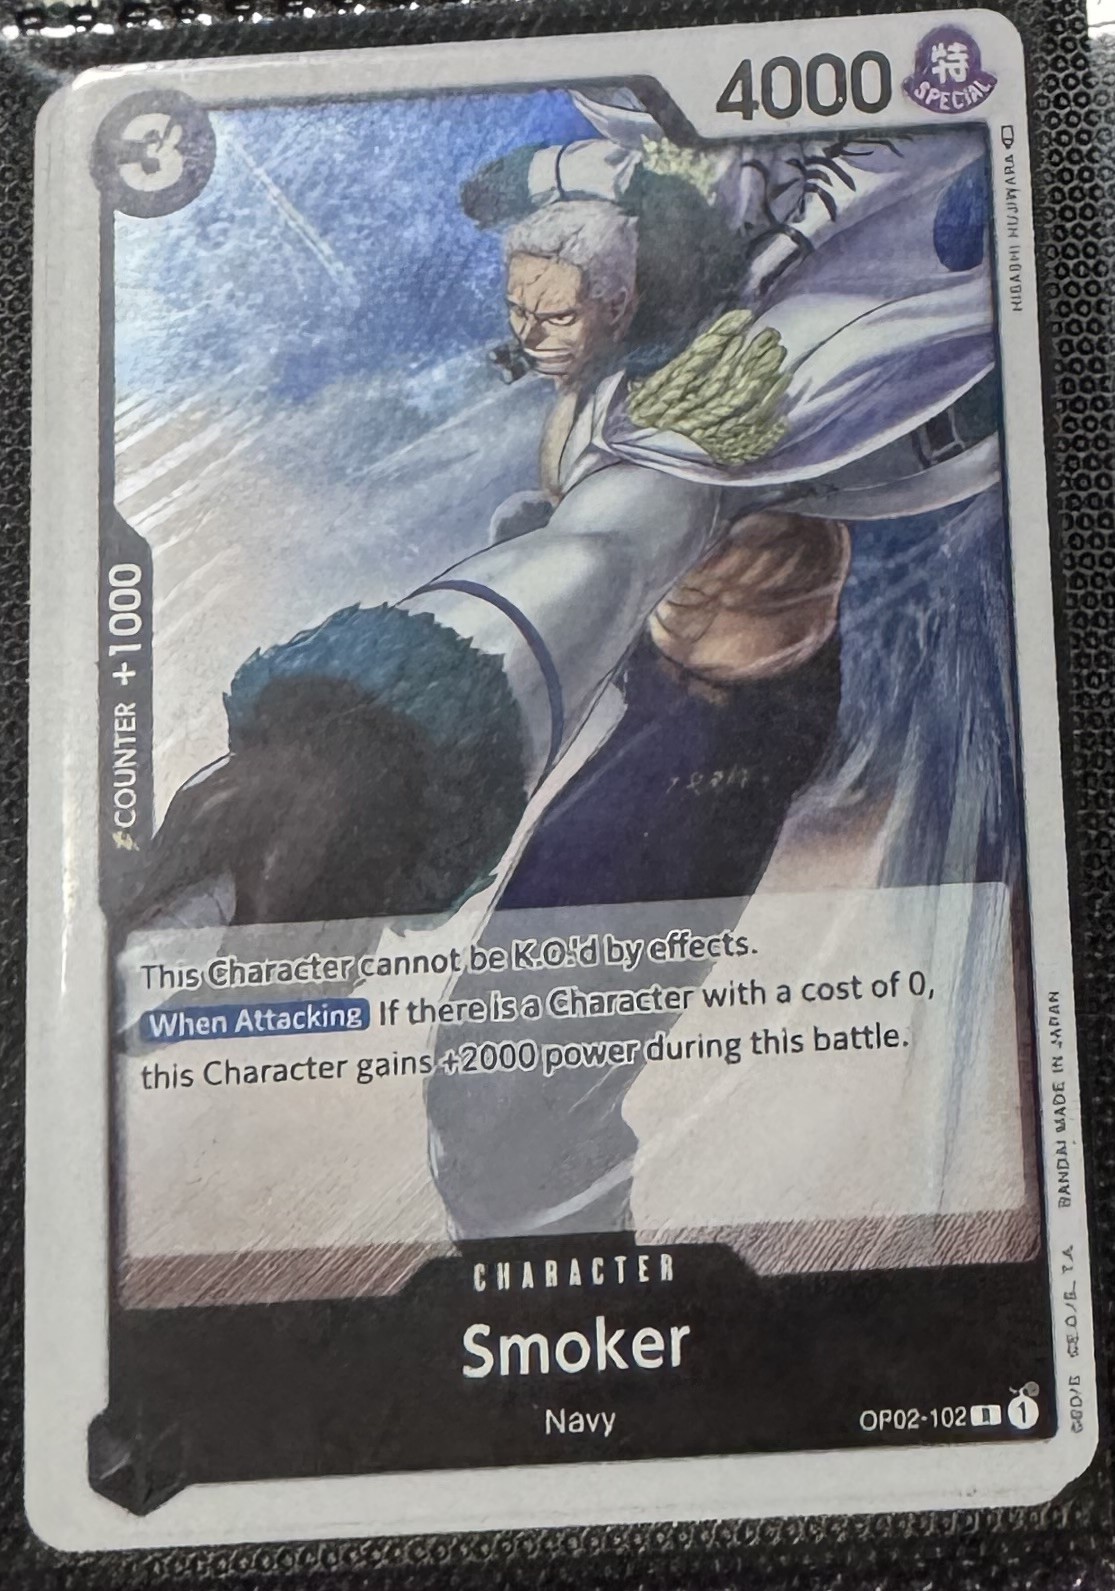 3
4000
特
SPECIAL
COUNTER +1000
This Character cannot be K.O.'d by effects.
When Attacking If there is a Character with a cost of 0,
this Character gains +2000 power during this battle.
CHARACTER
Smoker
Navy
OP02-102 R 1
BANDAI MADE IN JAPAN